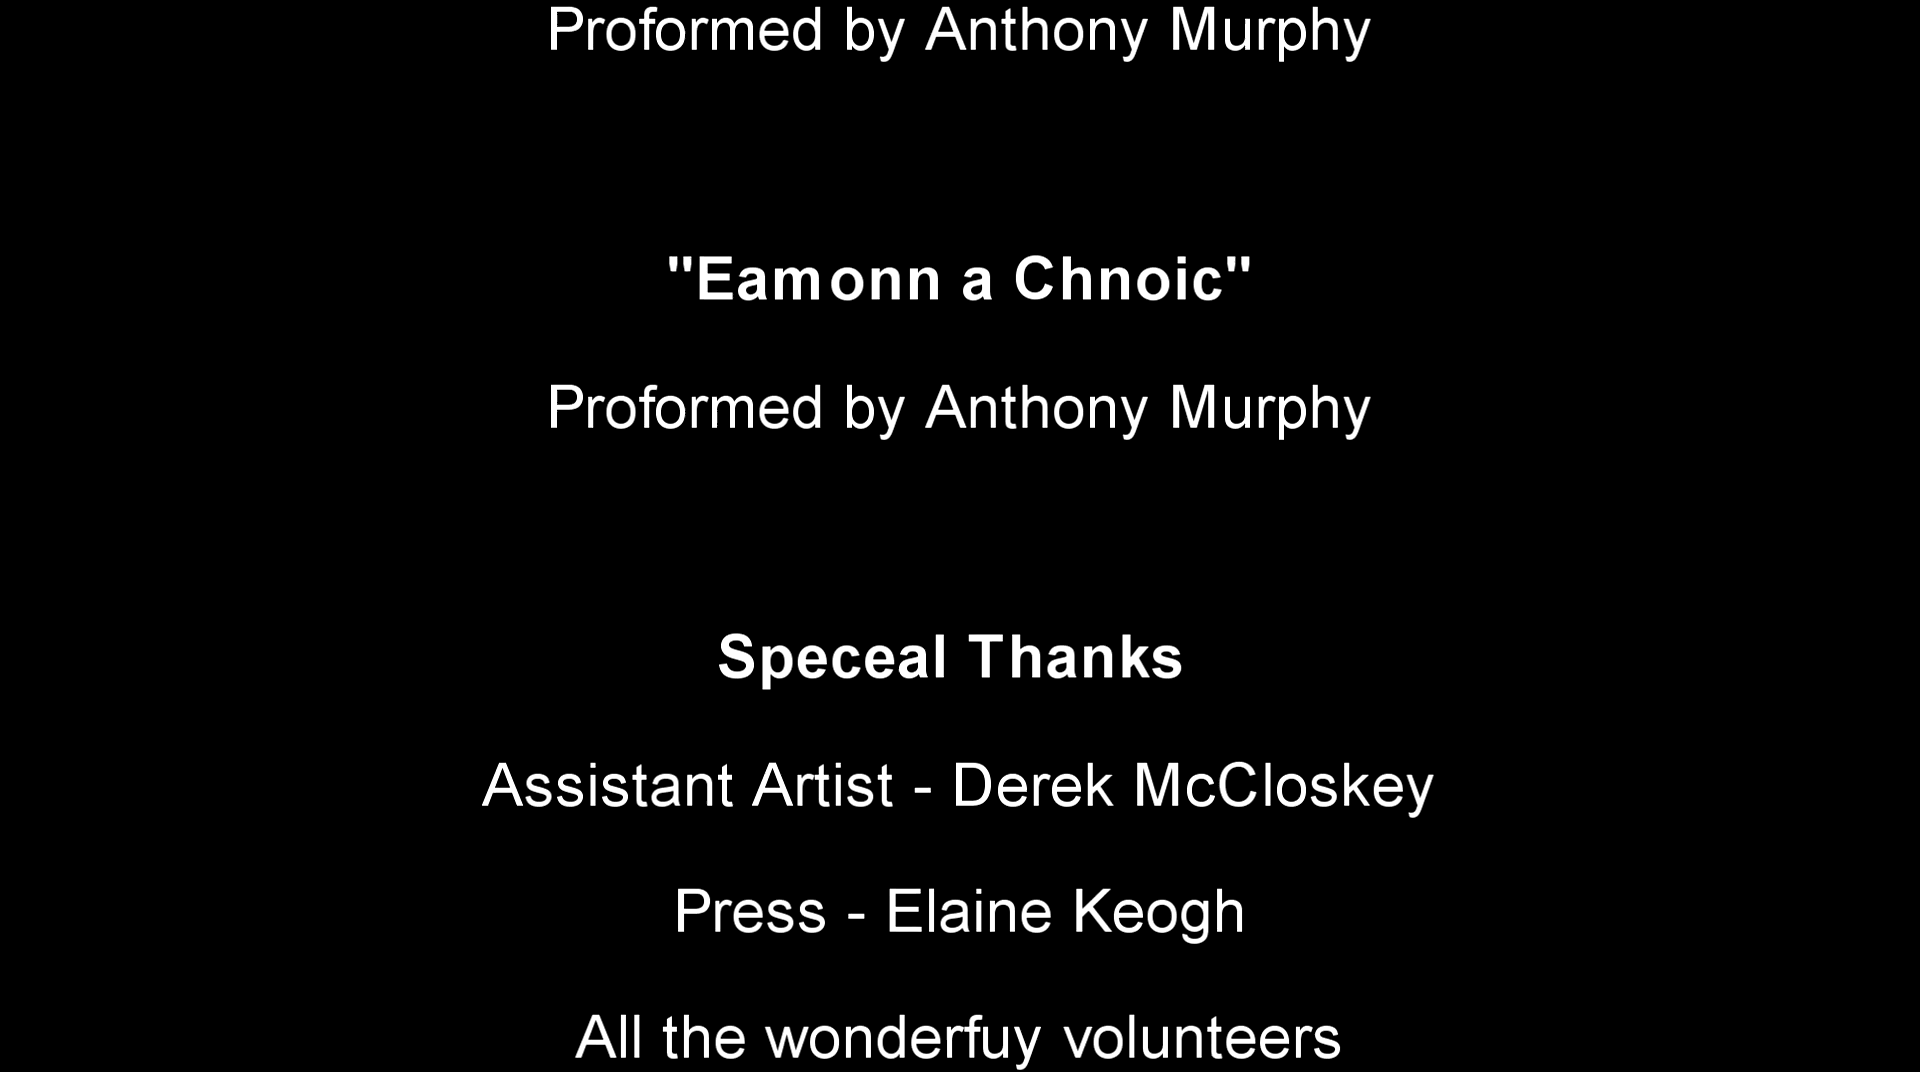 Proformed by Anthony Murphy
"Eamonn a Chnoic"
Proformed by Anthony Murphy
Speceal Thanks
Assistant Artist - Derek McCloskey
Press - Elaine Keogh
All the wonderfuy volunteers